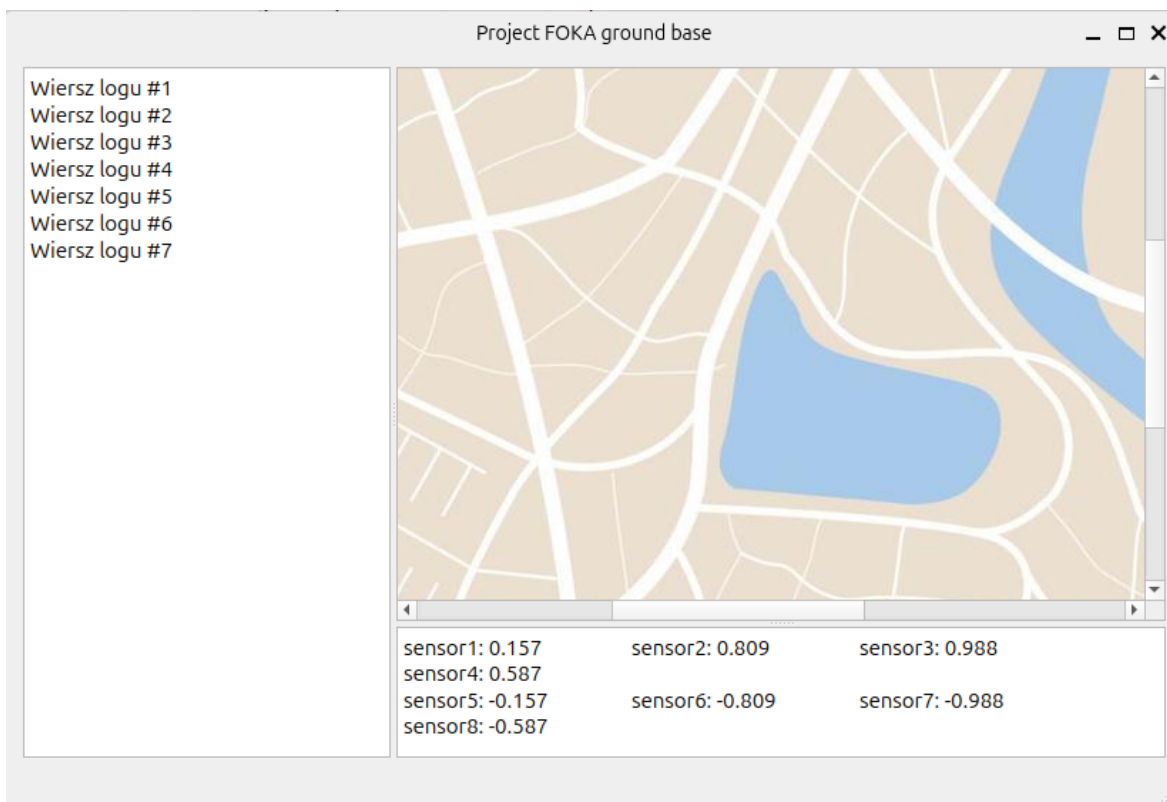 Project FOKA ground base
Wiersz logu #1
Wiersz logu #2
Wiersz logu #3
Wiersz logu #4
Wiersz logu #5
Wiersz logu #6
Wiersz logu #7
sensor1: 0.157 sensor2: 0.809 sensor3: 0.988
sensor4: 0.587
sensor5: -0.157 sensor6: -0.809 sensor7: -0.988
sensor8: -0.587